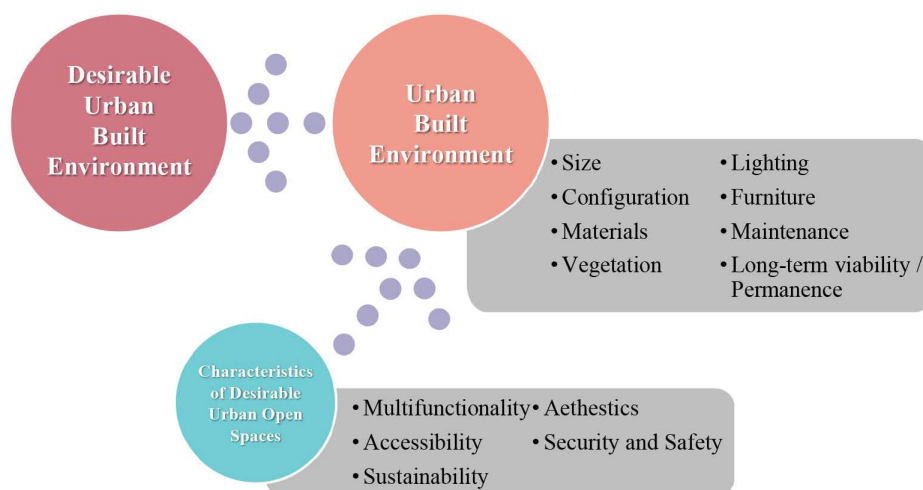 Desirable
Urban
Built
Environment
Urban
Built
Environment
• Size
• Configuration
• Materials
• Vegetation
• Lighting
• Furniture
• Maintenance
• Long-term viability /
Permanence
Characteristics
of Desirable
Urban Open
Spaces
• Multifunctionality
• Accessibility
• Sustainability
• Aethestics
• Security and Safety